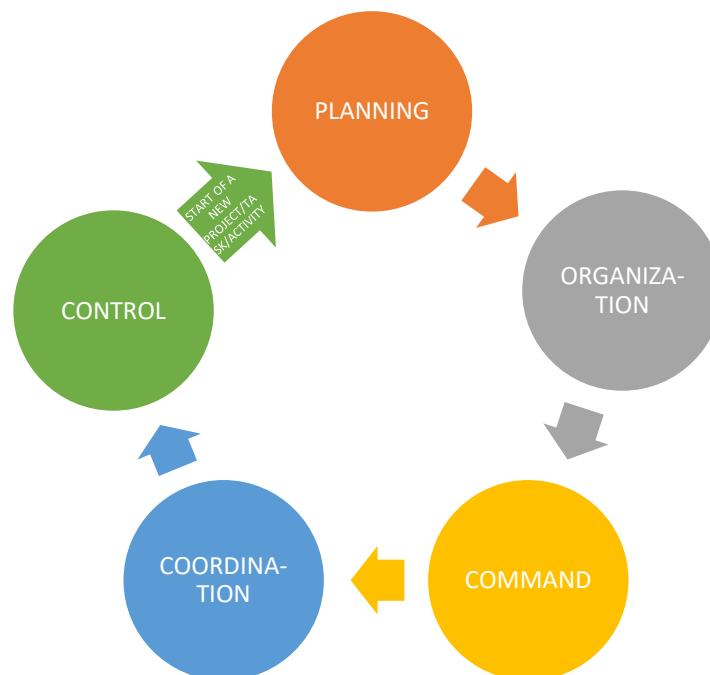 PLANNING
START OF A
NEW
PROJECT/TA
SK/ACTIVITY
ORGANIZA-
TION
CONTROL
COORDINA-
TION
COMMAND